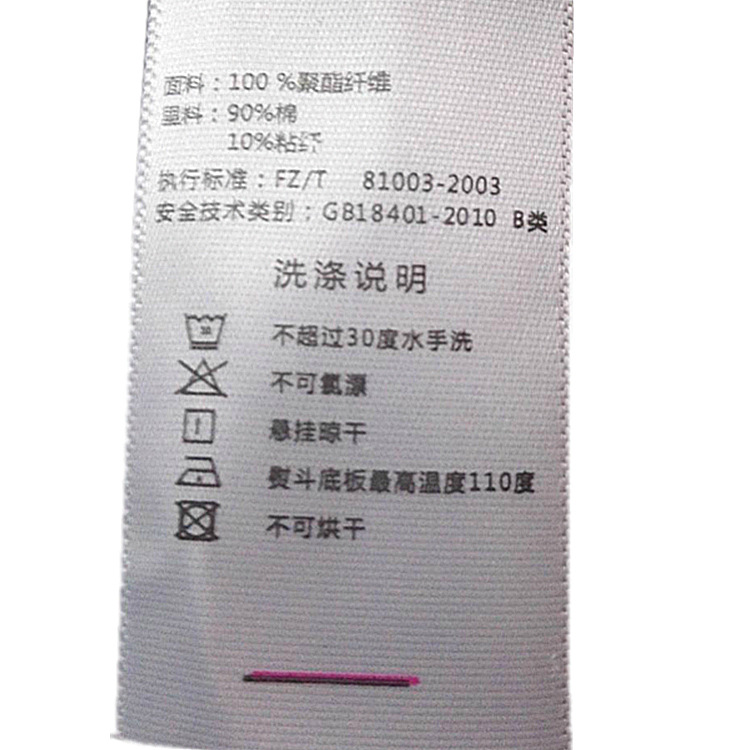 面料：100 %聚酯纤维
里料：90%棉
10%粘纤
执行标准：FZ/T 81003-2003
安全技术类别：GB18401-2010 B类
洗涤说明
30
不超过30度水手洗
不可氯漂
悬挂晾干
熨斗底板最高温度110度
不可烘干